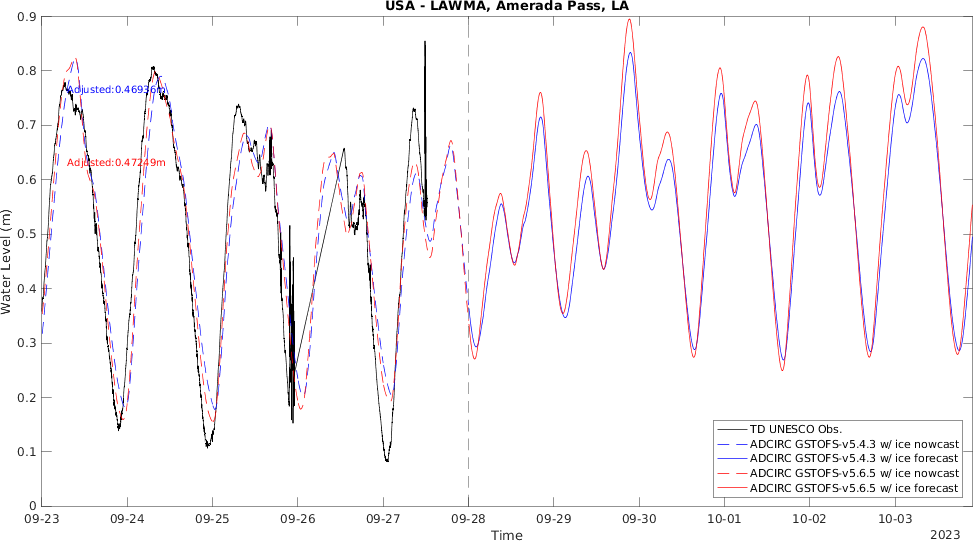 USA - LAWMA, Amerada Pass, LA
0.9
0.8
0.7
0.6
0.5
0.4
0.3
0.2
0.1
0
Water Level (m)
Adjusted:0.46936m
Adjusted:0.47249m
TD UNESCO Obs.
ADCIRC GSTOFS-v5.4.3 w/ ice nowcast
ADCIRC GSTOFS-v5.4.3 w/ ice forecast
ADCIRC GSTOFS-v5.6.5 w/ ice nowcast
ADCIRC GSTOFS-v5.6.5 w/ ice forecast
09-23 09-24 09-25 09-26 09-27 09-28 09-29 09-30 10-01 10-02 10-03
Time
2023